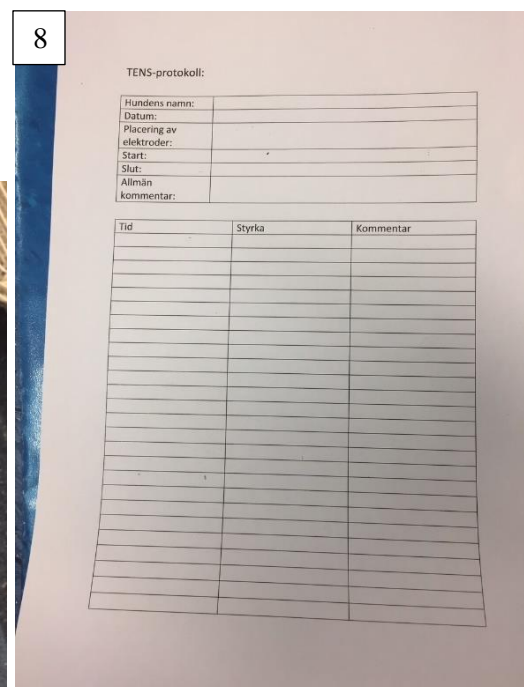 8
TENS-protokoll:
Hundens namn:
Datum:
Placering av
elektroder:
Start:
Slut:
Allmän
kommentar:
Tid Styrka Kommentar